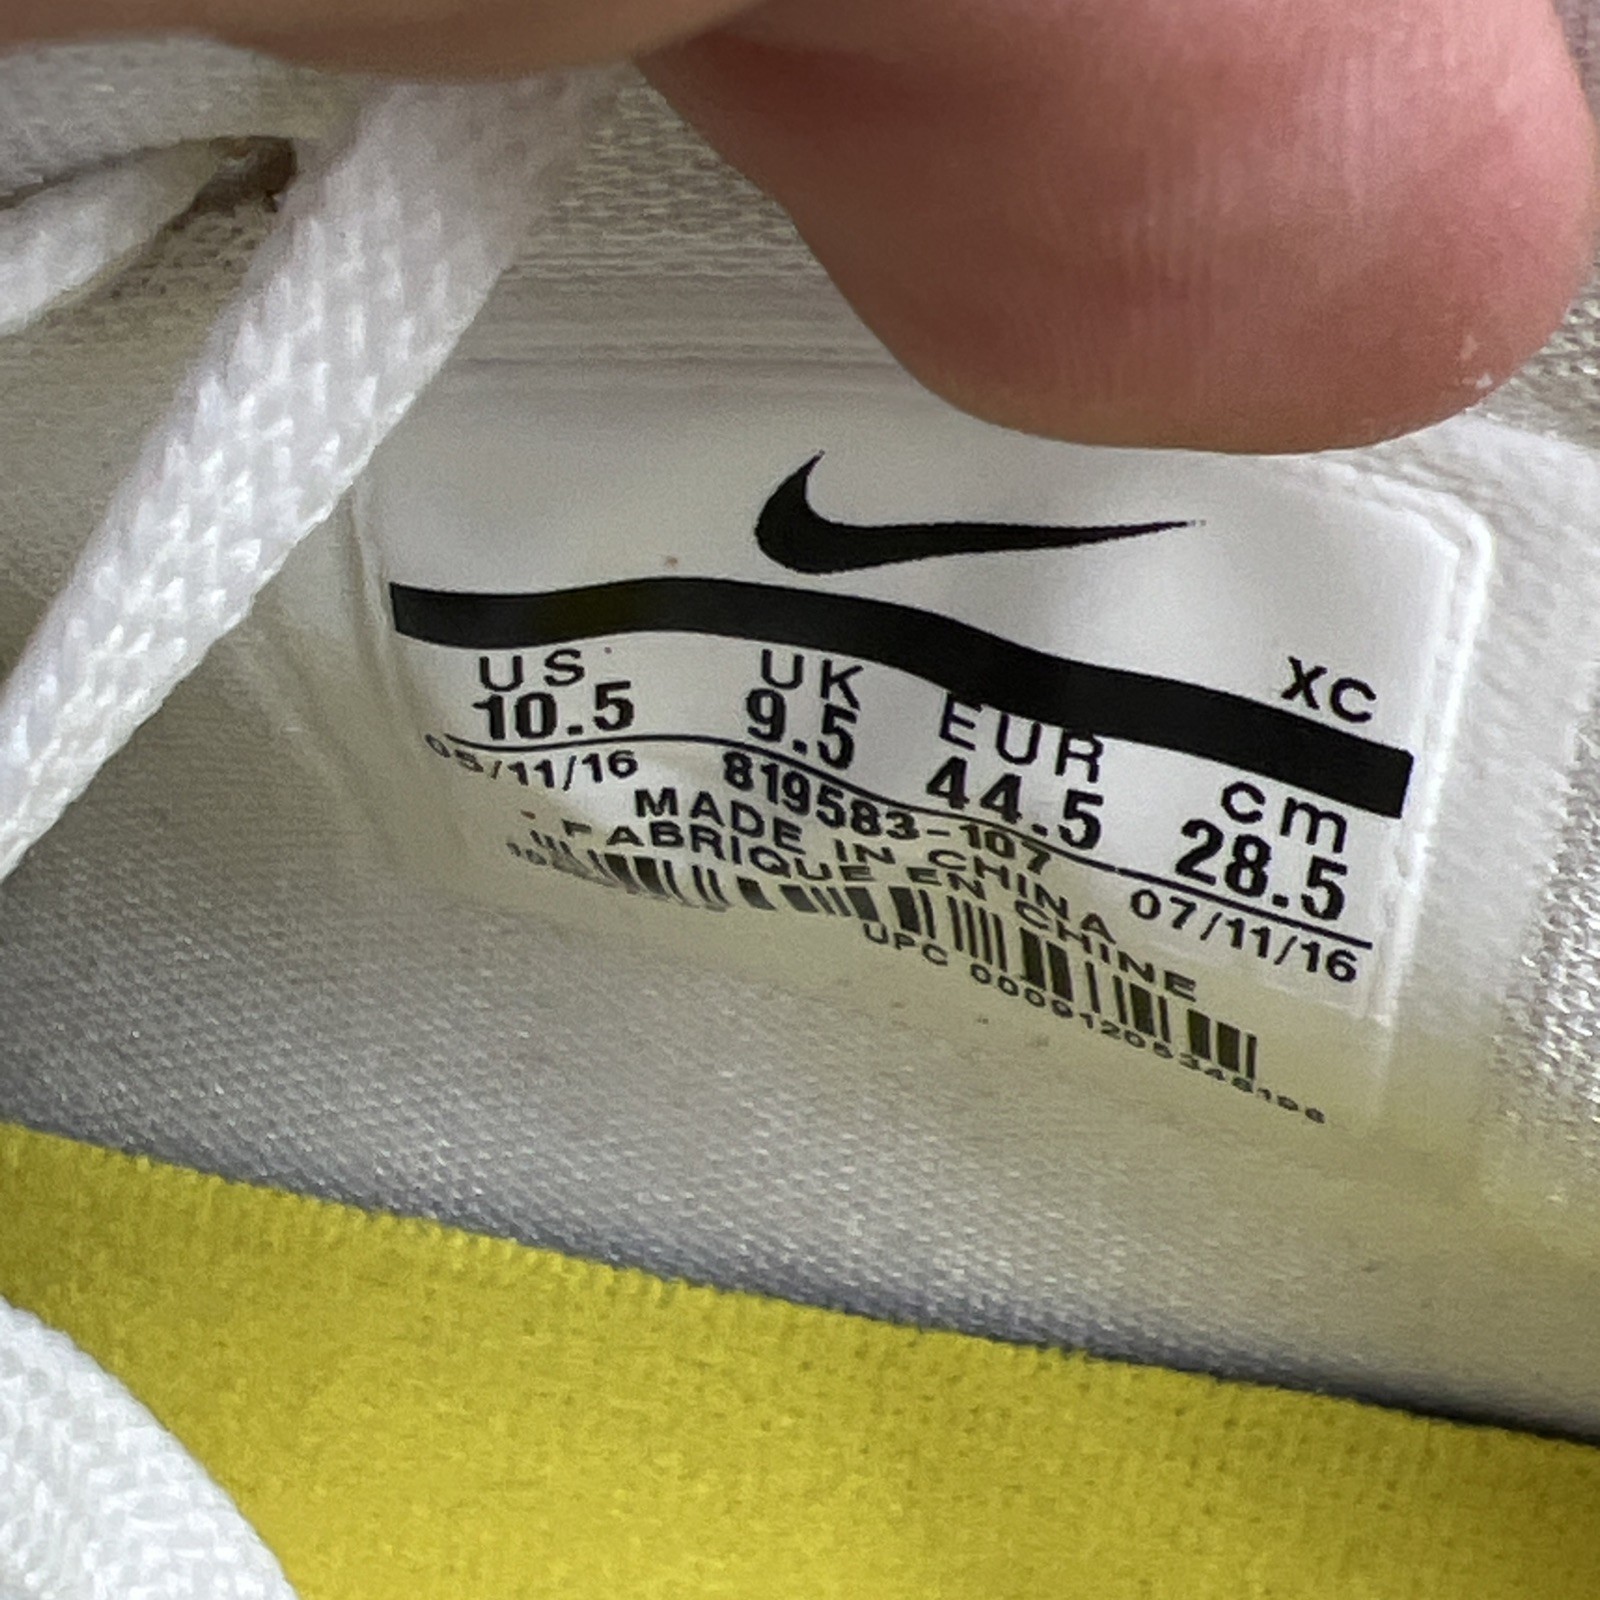 XC
US UK EUR cm
10.5 9.5 44.5 28.5
05/11/16 819583-107 07/11/16
MADE IN CHINA
FABRIQUE EN CHINE
UPC